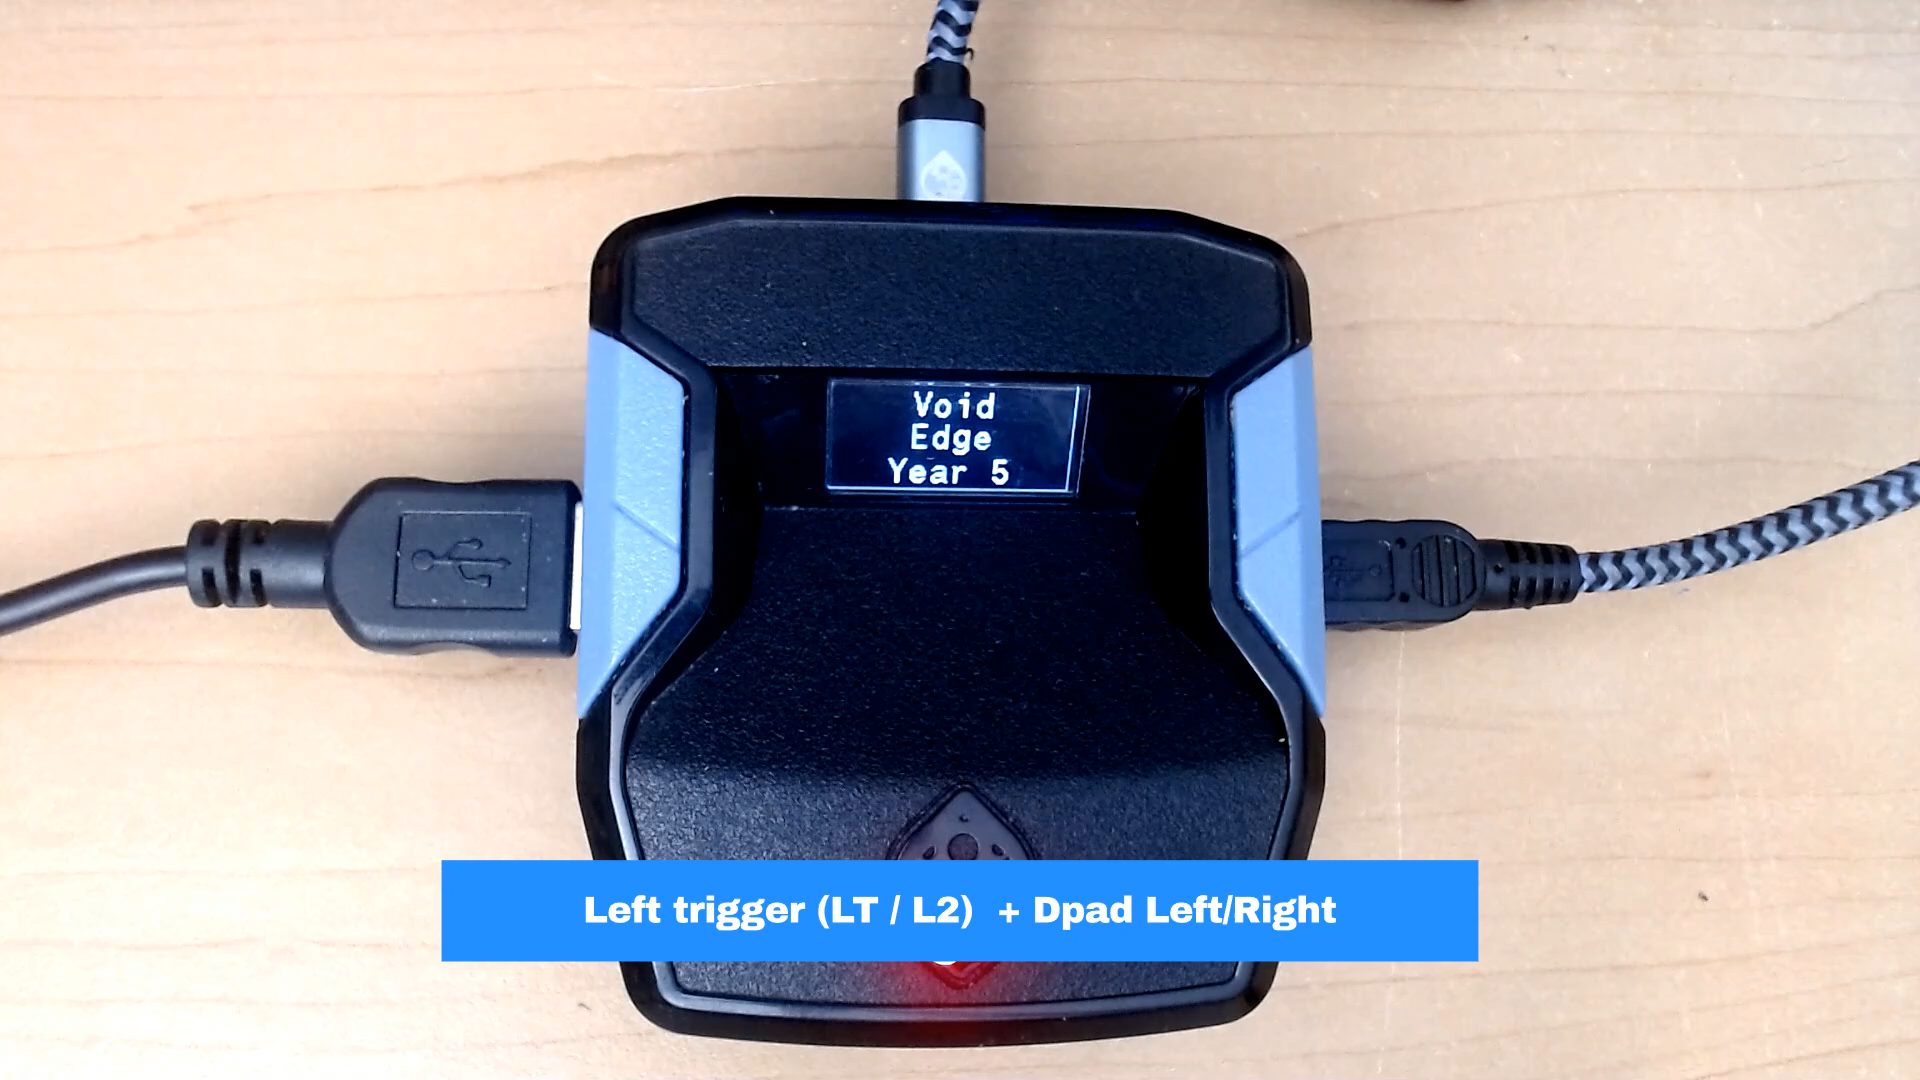 Void
Edge
Year 5
Left trigger (LT / L2) + Dpad Left/Right